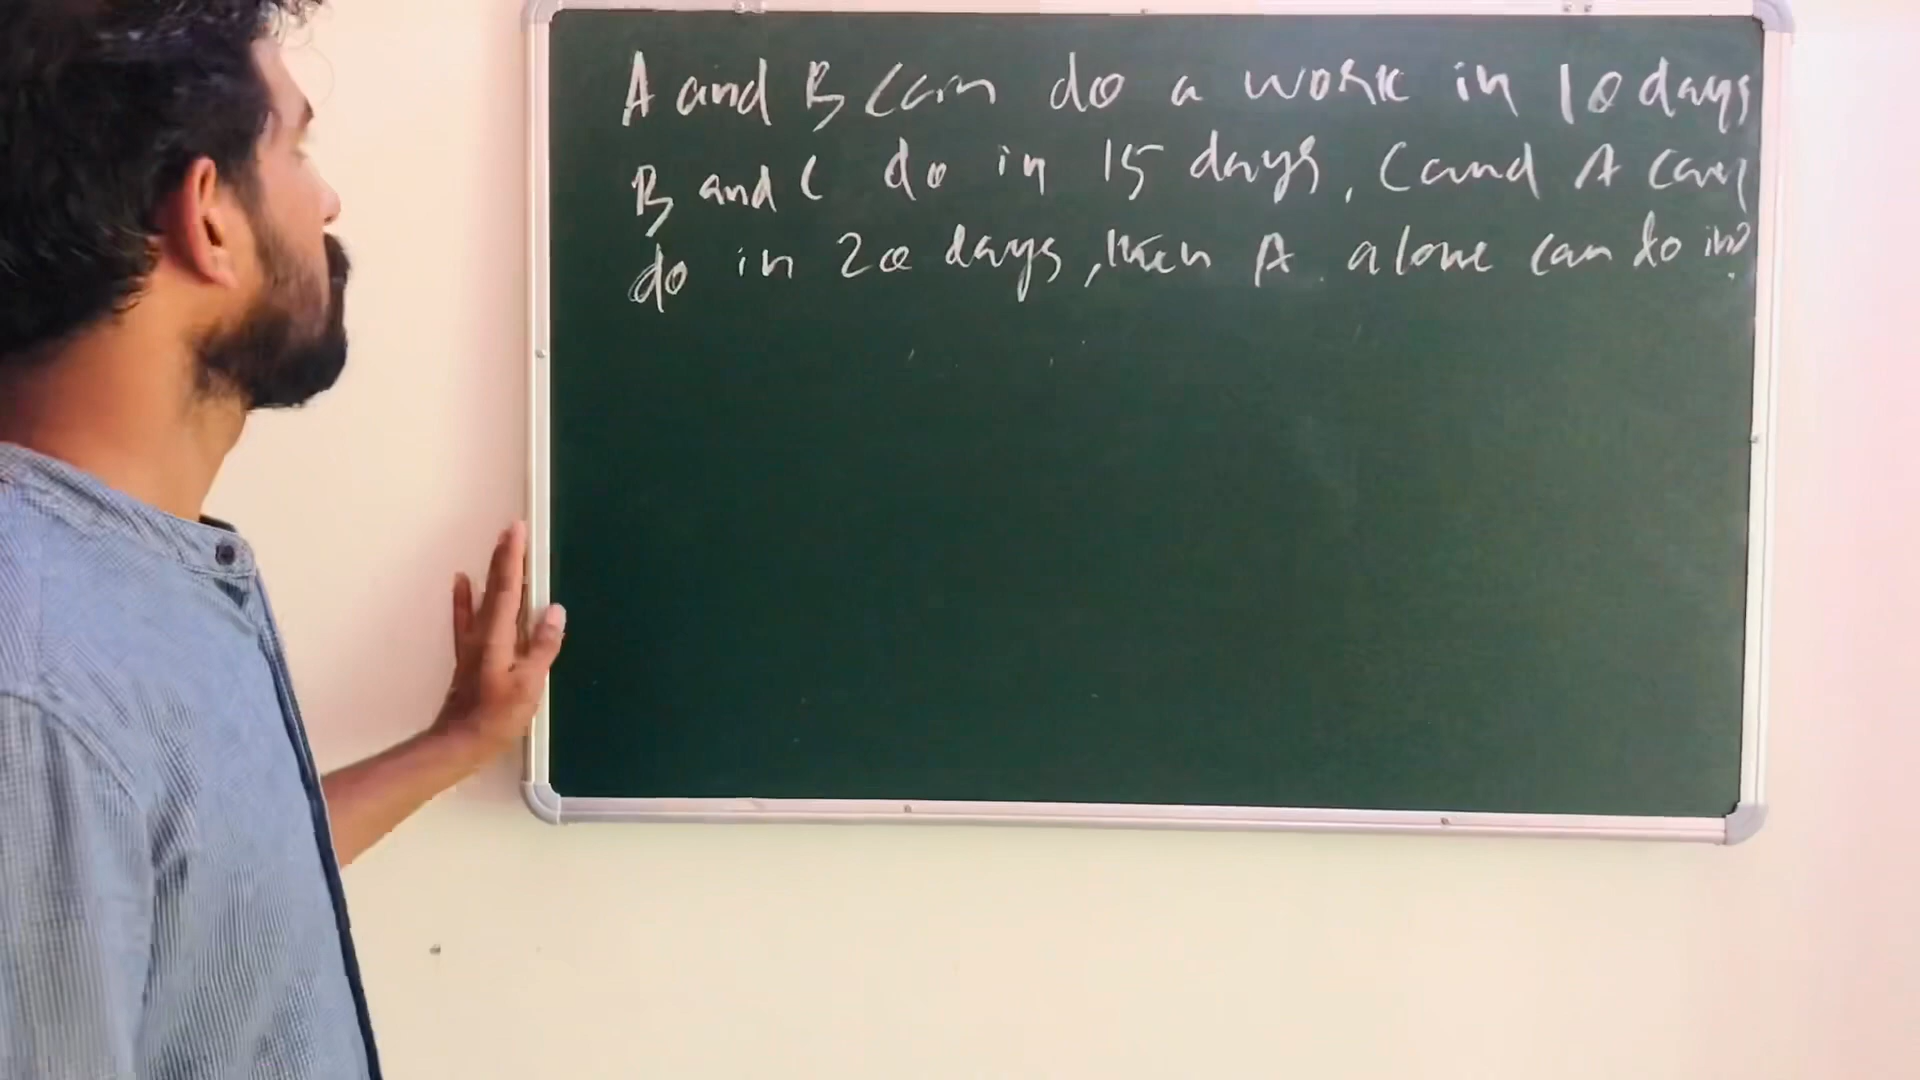 A and B can do a work in 10 days
B and C do in 15 days, C and A can
do in 20 days, then A alone can do in?